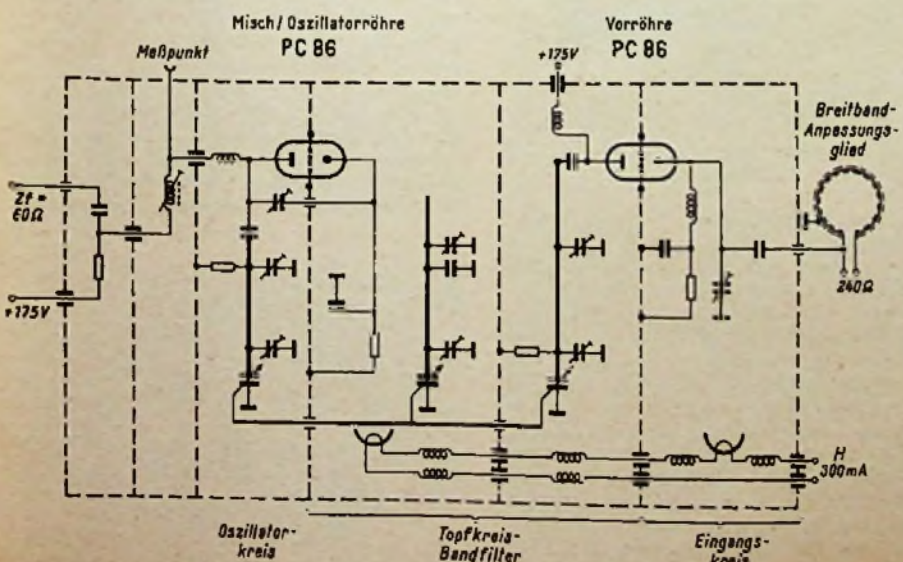 Misch / Oszillatorröhre
PC 86
Vorröhre
PC 86
Meßpunkt
+175V
Breitband-
Anpassungs-
glied
Zf =
60Ω
+175V
240Ω
H
300mA
Oszillator-
kreis
Topfkreis-
Bandfilter
Eingangs-
kreis